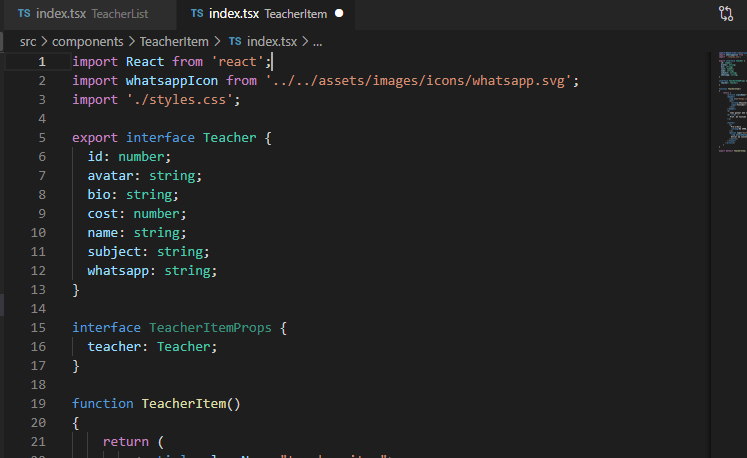 TS index.tsx TeacherList TS index.tsx TeacherItem
src > components > TeacherItem > TS index.tsx > ...
1 import React from 'react';
2 import whatsappIcon from '../../assets/images/icons/whatsapp.svg';
3 import './styles.css';
4
5 export interface Teacher {
6 id: number;
7 avatar: string;
8 bio: string;
9 cost: number;
10 name: string;
11 subject: string;
12 whatsapp: string;
13 }
14
15 interface TeacherItemProps {
16 teacher: Teacher;
17 }
18
19 function TeacherItem()
20 {
21 return (